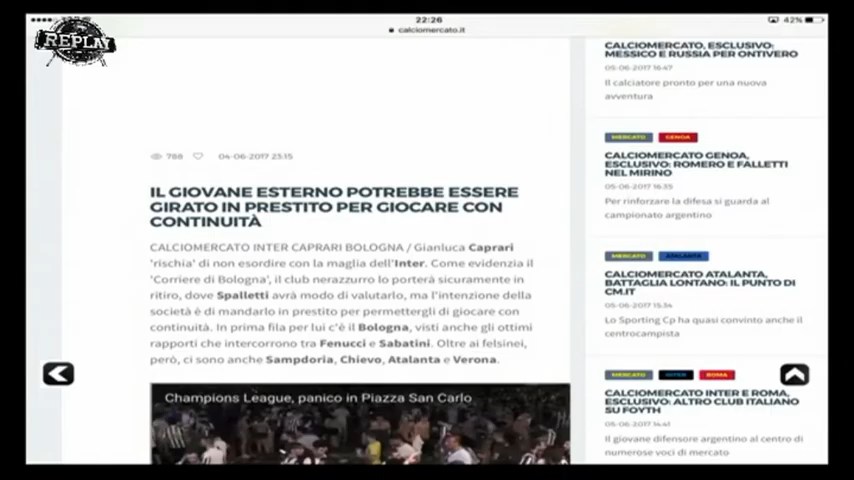 REPLAY
22:26
42%
calciomercato.it
788
04-06-2017 23:15
IL GIOVANE ESTERNO POTREBBE ESSERE
GIRATO IN PRESTITO PER GIOCARE CON
CONTINUITÀ
CALCIOMERCATO INTER CAPRARI BOLOGNA / Gianluca Caprari
'rischia' di non esordire con la maglia dell'Inter. Come evidenzia il
'Corriere di Bologna', il club nerazzurro lo porterà sicuramente in
ritiro, dove Spalletti avrà modo di valutarlo, ma l'intenzione della
società è di mandarlo in prestito per permettergli di giocare con
continuità. In prima fila per lui c'è il Bologna, visti anche gli ottimi
rapporti che intercorrono tra Fenucci e Sabatini. Oltre ai felsinei,
però, ci sono anche Sampdoria, Chievo, Atalanta e Verona.
Champions League, panico in Piazza San Carlo
CALCIOMERCATO, ESCLUSIVO:
MESSICO E RUSSIA PER ONTIVERO
05-06-2017 16:47
Il calciatore pronto per una nuova
avventura
MERCATO GENOA
CALCIOMERCATO GENOA,
ESCLUSIVO: ROMERO E FALLETTI
NEL MIRINO
05-06-2017 16:35
Per rinforzare la difesa si guarda al
campionato argentino
MERCATO ATALANTA
CALCIOMERCATO ATALANTA,
BATTAGLIA LONTANO: IL PUNTO DI
CM.IT
05-06-2017 15:34
Lo Sporting Cp ha quasi convinto anche il
centrocampista
MERCATO INTER ROMA
CALCIOMERCATO INTER E ROMA,
ESCLUSIVO: ALTRO CLUB ITALIANO
SU FOYTH
05-06-2017 14:41
Il giovane difensore argentino al centro di
numerose voci di mercato